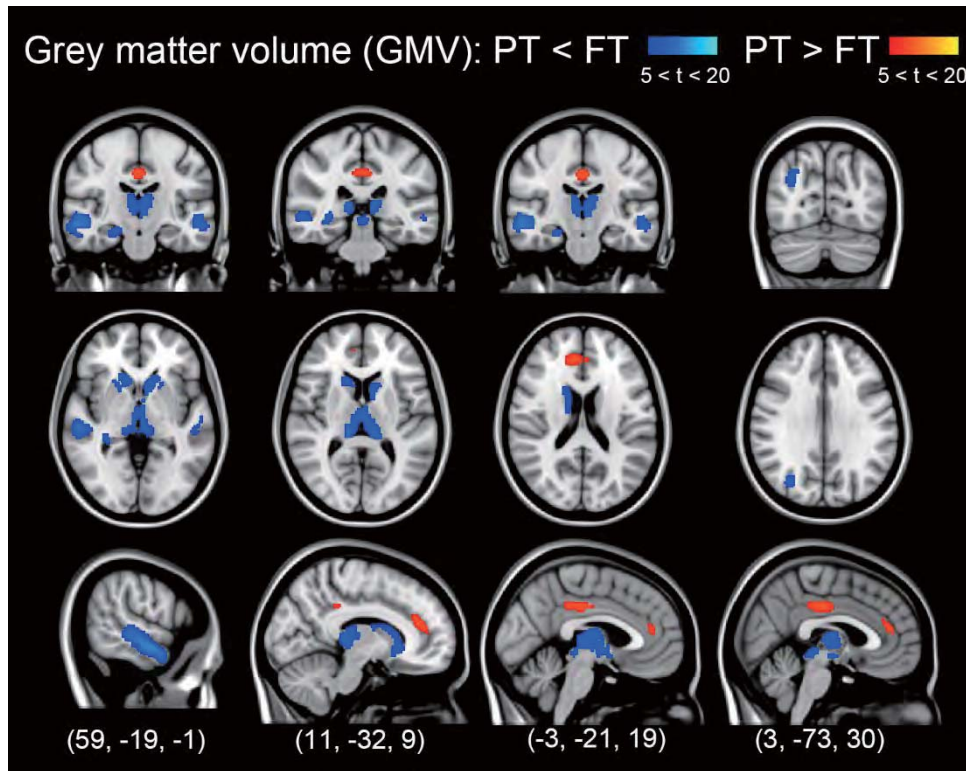 Grey matter volume (GMV): PT < FT PT > FT
5 < t < 20 5 < t < 20
(59, -19, -1) (11, -32, 9) (-3, -21, 19) (3, -73, 30)